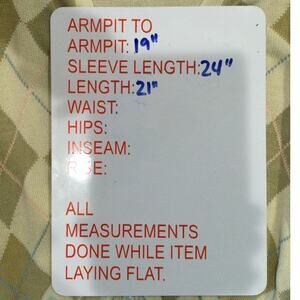 ARMPIT TO
ARMPIT: 19"
SLEEVE LENGTH: 24"
LENGTH: 21"
WAIST:
HIPS:
INSEAM:
RISE:
ALL
MEASUREMENTS
DONE WHILE ITEM
LAYING FLAT.